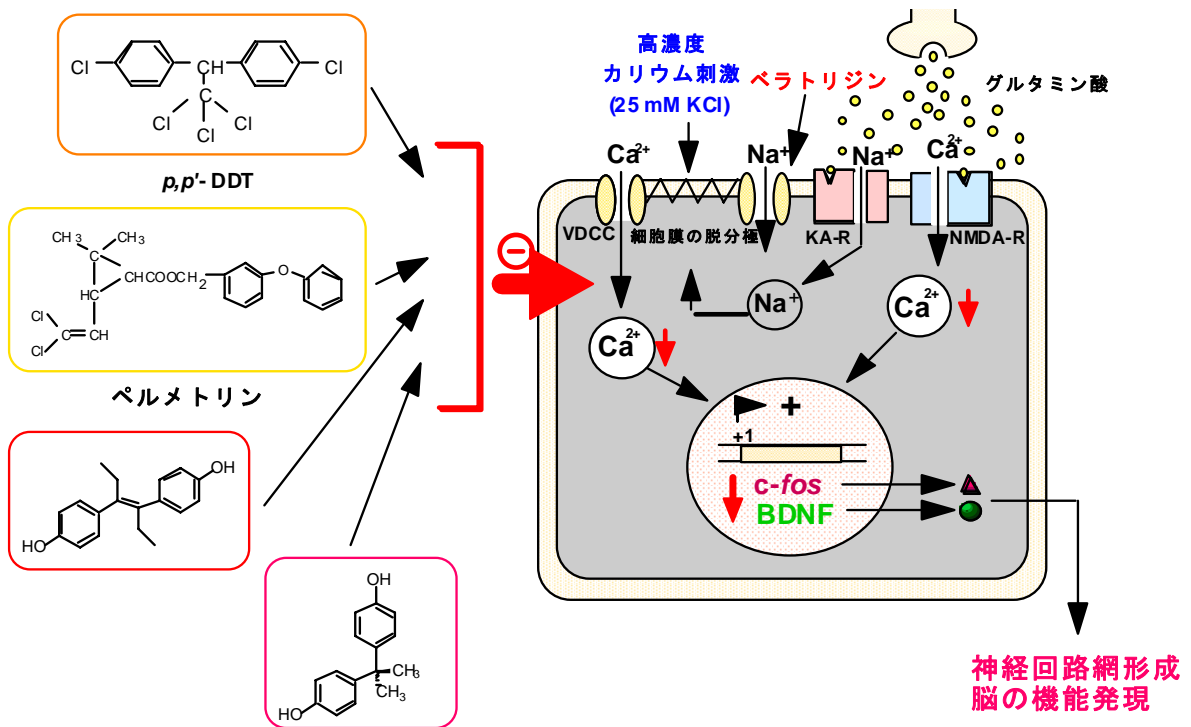 Cl
CH
Cl
C
Cl
Cl
Cl
p,p'- DDT
CH3
CH3
CHCOOCH2
O
H
Cl
C=CH
Cl
ペルメトリン
OH
HO
OH
CH3
CH3
HO
高濃度
カリウム刺激
(25 mM KCl)
ベラトリジン
グルタミン酸
Ca2+
Na+
Na+
Ca2+
VDCC
細胞膜の脱分極
KA-R
NMDA-R
Na+
Ca2+
Ca2+
+
+1
c-fos
BDNF
神経回路網形成
脳の機能発現